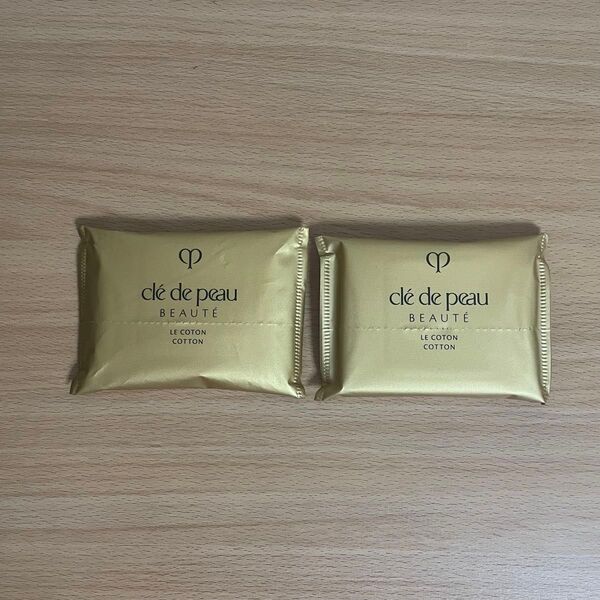 clé de peau
BEAUTÉ
LE COTON
COTTON
clé de peau
BEAUTÉ
LE COTON
COTTON